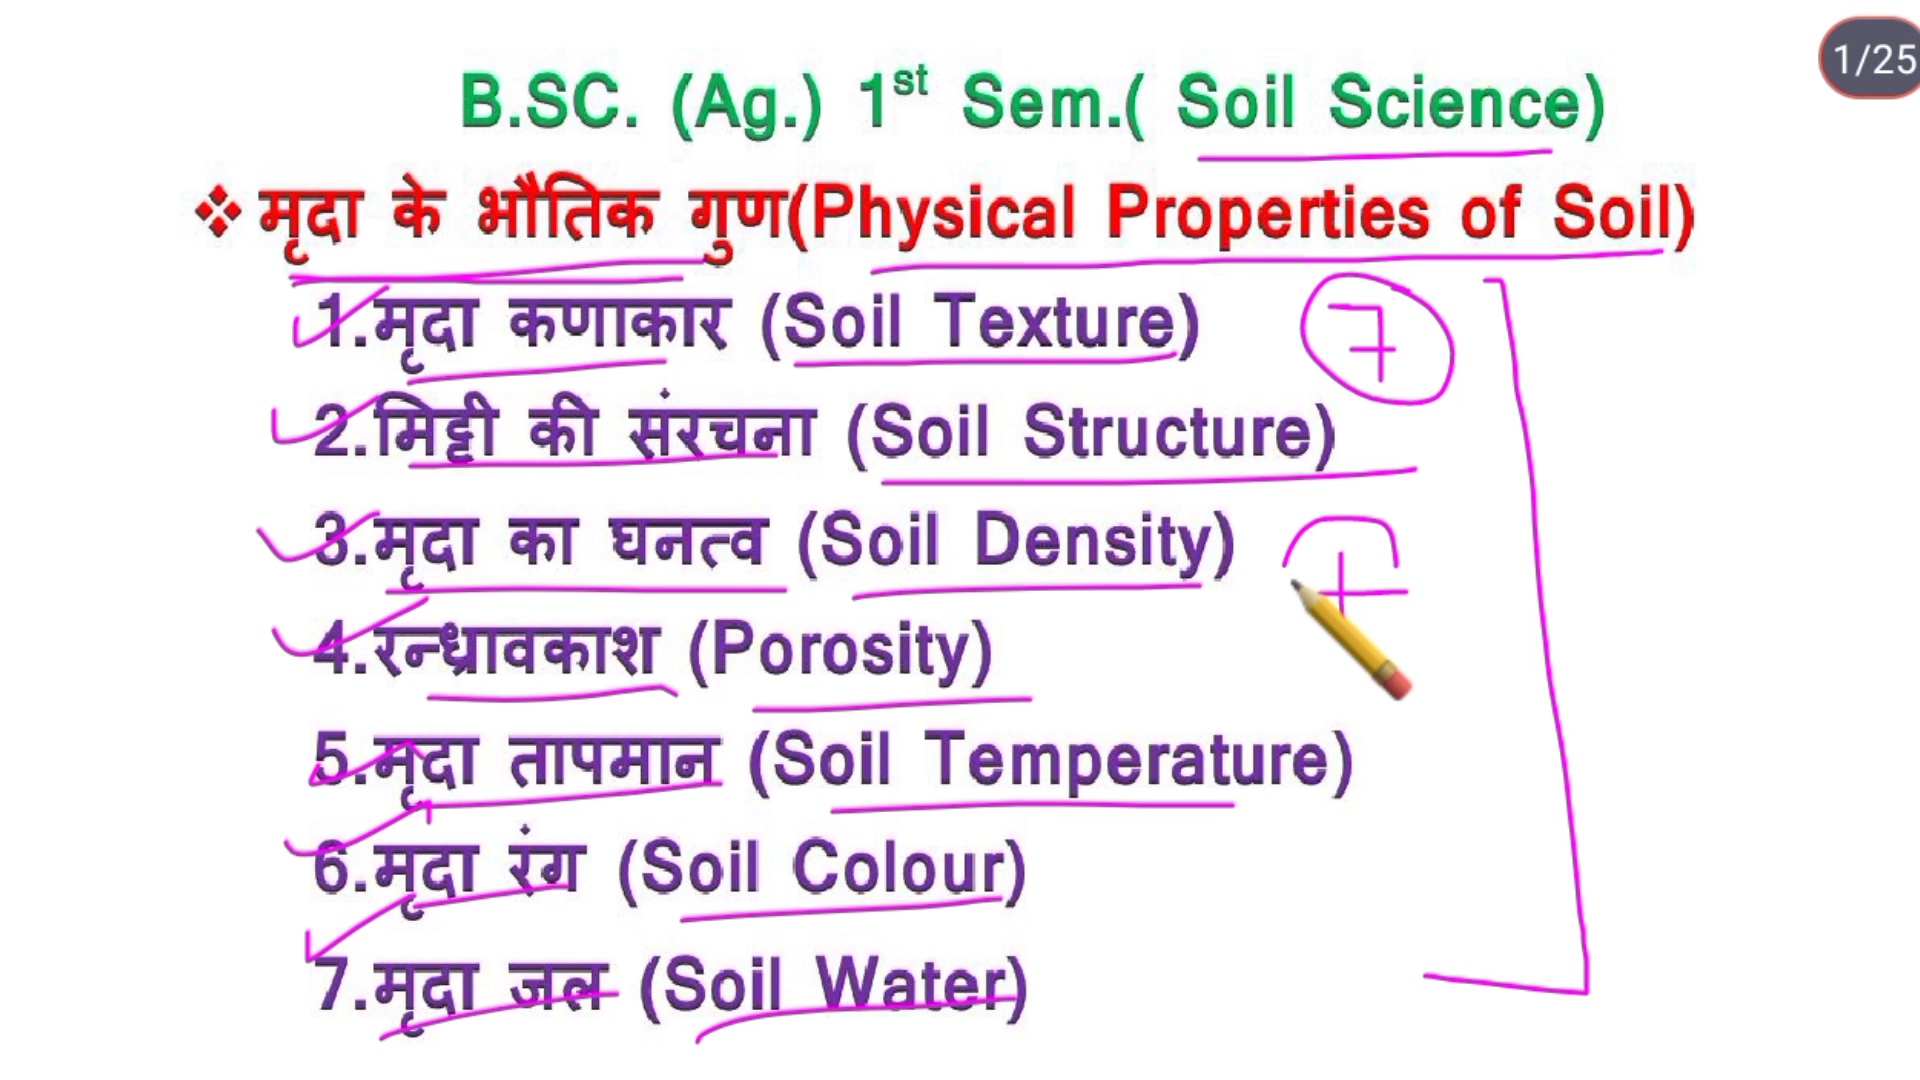 1/25
B.SC. (Ag.) 1st Sem.( Soil Science)
❖ मृदा के भौतिक गुण(Physical Properties of Soil)
1.मृदा कणाकार (Soil Texture)
7
2.मिट्टी की संरचना (Soil Structure)
3.मृदा का घनत्व (Soil Density)
4.रन्ध्रावकाश (Porosity)
5.मृदा तापमान (Soil Temperature)
6.मृदा रंग (Soil Colour)
7.मृदा जल (Soil Water)